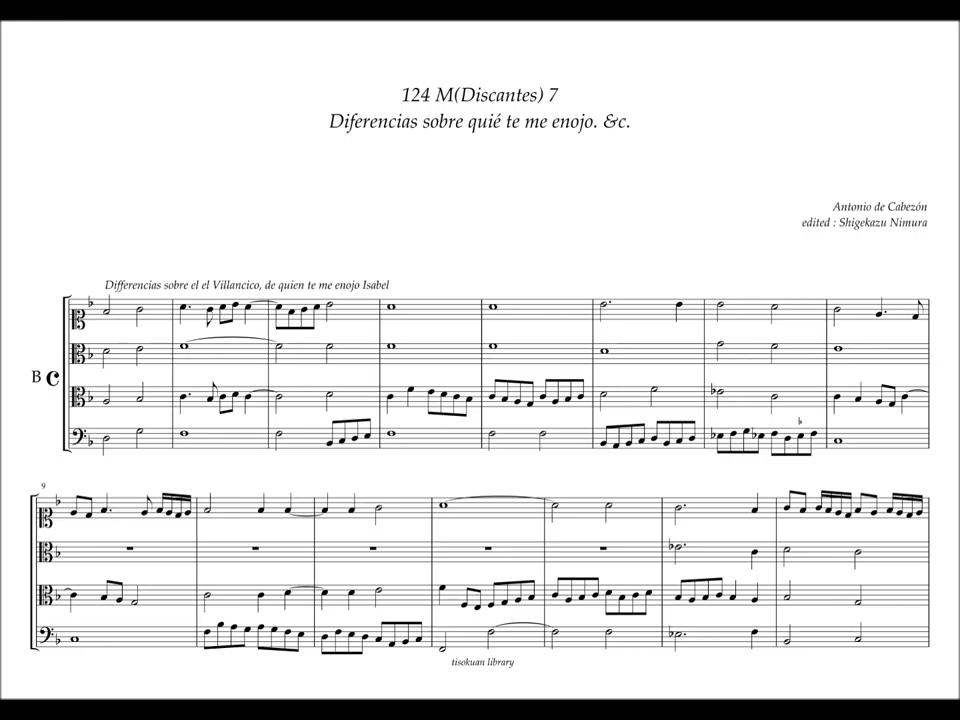 124 M(Discantes) 7
Diferencias sobre quié te me enojo. &c.
Antonio de Cabezón
edited : Shigekazu Nimura
Differencias sobre el el Villancico, de quien te me enojo Isabel
B
9
tisokuan library